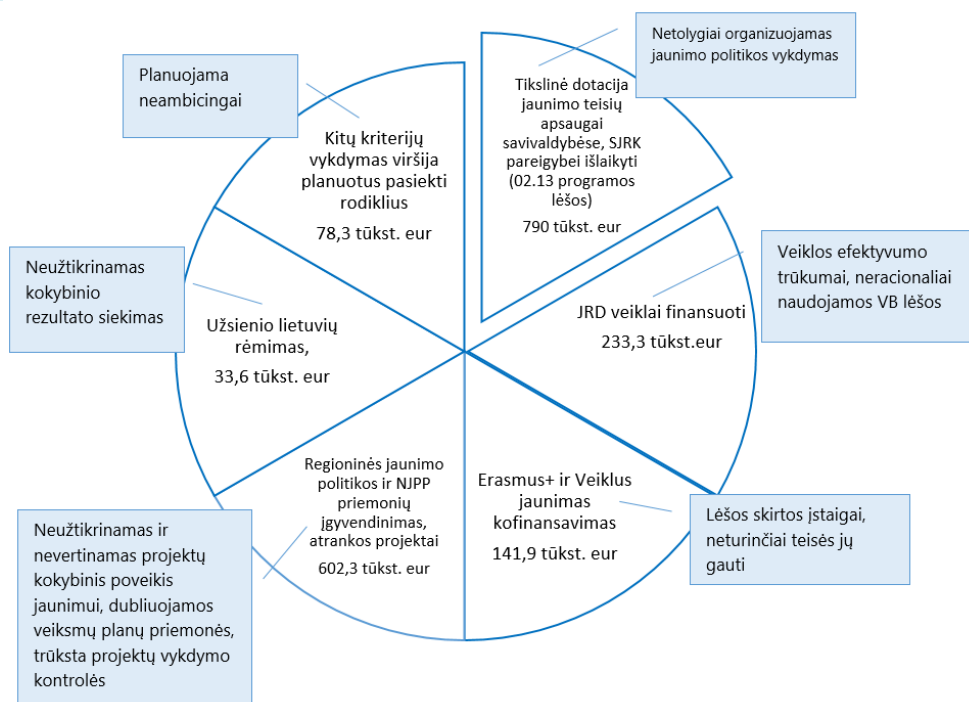 Netolygiai organizuojamas
jaunimo politikos vykdymas
Tikslinė dotacija
jaunimo teisių
apsaugai
savivaldybėse, SJRK
pareigybei išlaikyti
(02.13 programos
lėšos)
790 tūkst. eur
Veiklos efektyvumo
trūkumai, neracionaliai
naudojamos VB lėšos
JRD veiklai finansuoti
233,3 tūkst.eur
Lėšos skirtos įstaigai,
neturinčiai teisės jų
gauti
Erasmus+ ir Veiklus
jaunimas
kofinansavimas
141,9 tūkst. eur
Regioninės jaunimo
politikos ir NJPP
priemonių
įgyvendinimas,
atrankos projektai
602,3 tūkst. eur
Neužtikrinamas ir
nevertinamas projektų
kokybinis poveikis
jaunimui, dubliuojamos
veiksmų planų priemonės,
trūksta projektų vykdymo
kontrolės
Neužtikrinamas
kokybinio
rezultato siekimas
Užsienio lietuvių
rėmimas,
33,6 tūkst. eur
Planuojama
neambicingai
Kitų kriterijų
vykdymas viršija
planuotus pasiekti
rodiklius
78,3 tūkst. eur